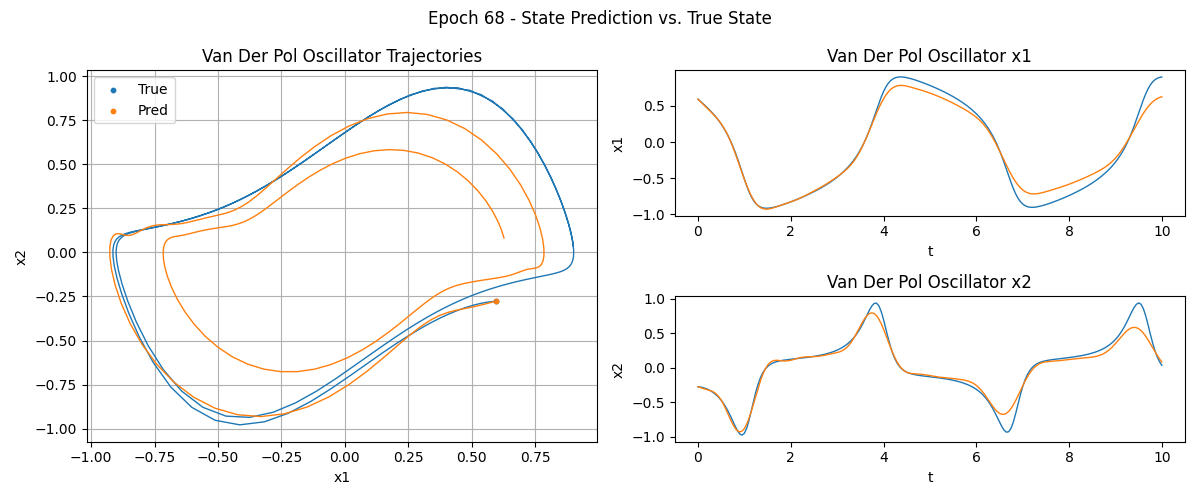 Epoch 68 - State Prediction vs. True State
Van Der Pol Oscillator Trajectories
1.00
0.75
0.50
0.25
0.00
−0.25
−0.50
−0.75
−1.00
x2
True
Pred
−1.00 −0.75 −0.50 −0.25 0.00 0.25 0.50 0.75
x1
Van Der Pol Oscillator x1
0.5
0.0
−0.5
−1.0
x1
0 2 4 6 8 10
t
Van Der Pol Oscillator x2
1.0
0.5
0.0
−0.5
−1.0
x2
0 2 4 6 8 10
t